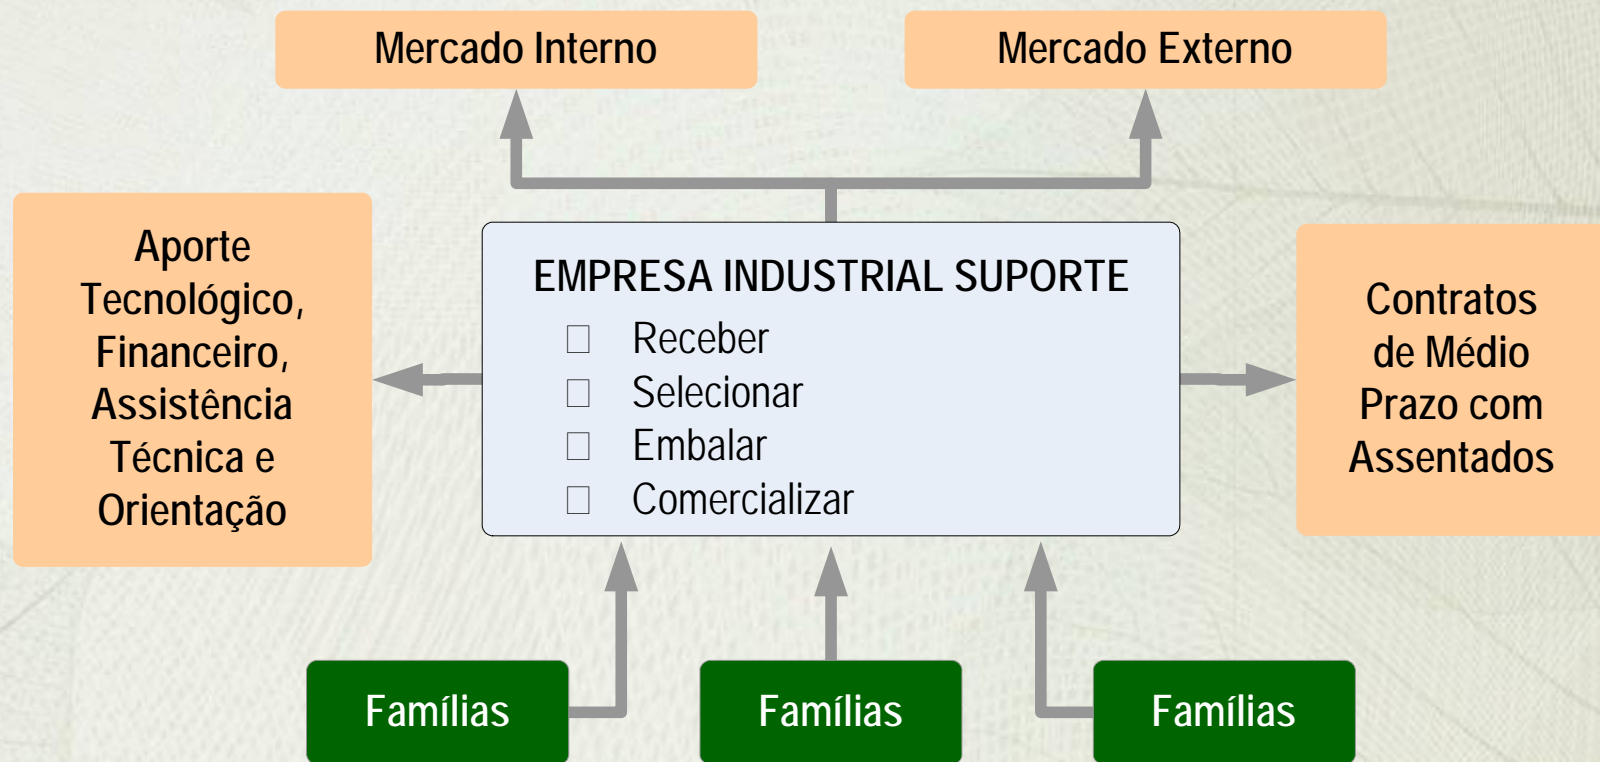 Mercado Interno
Mercado Externo
Aporte
Tecnológico,
Financeiro,
Assistência
Técnica e
Orientação
EMPRESA INDUSTRIAL SUPORTE
Receber
Selecionar
Embalar
Comercializar
Contratos
de Médio
Prazo com
Assentados
Famílias
Famílias
Famílias